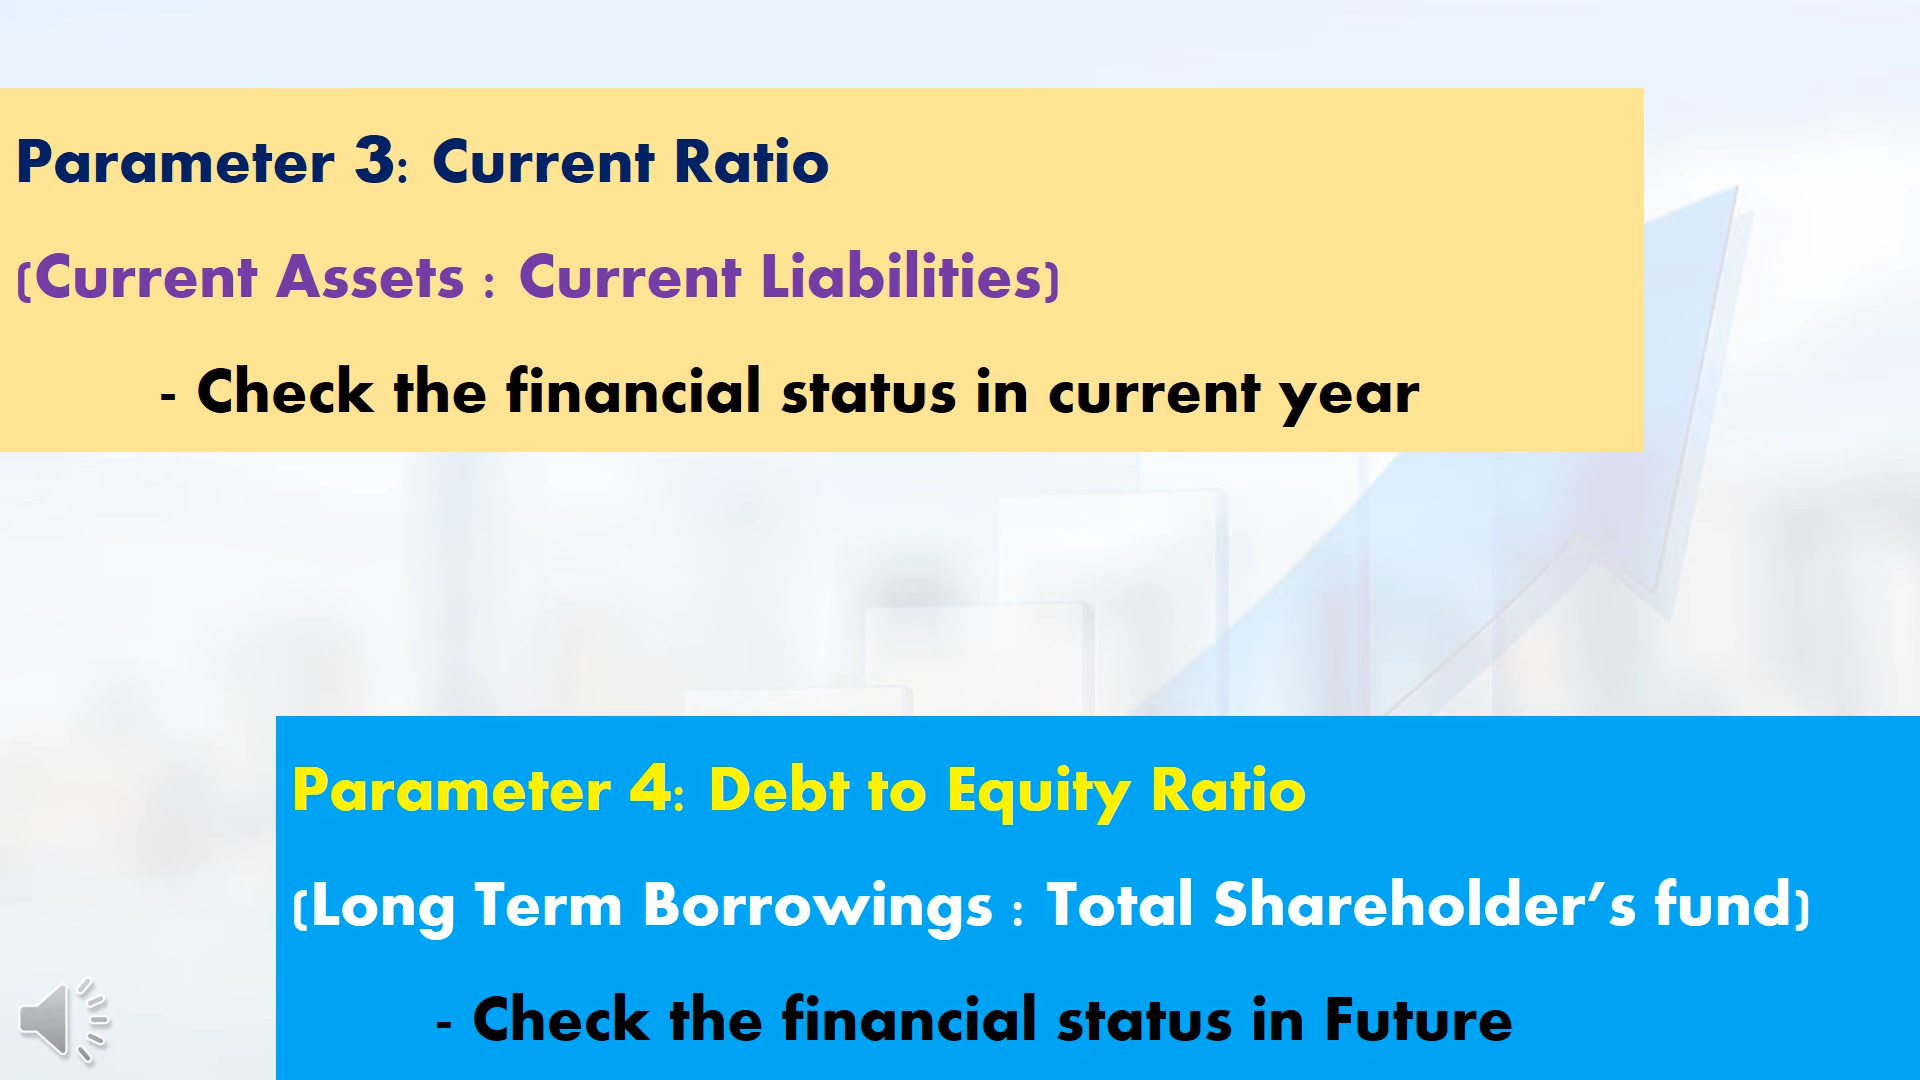 Parameter 3: Current Ratio
(Current Assets : Current Liabilities)
- Check the financial status in current year
Parameter 4: Debt to Equity Ratio
(Long Term Borrowings : Total Shareholder’s fund)
- Check the financial status in Future